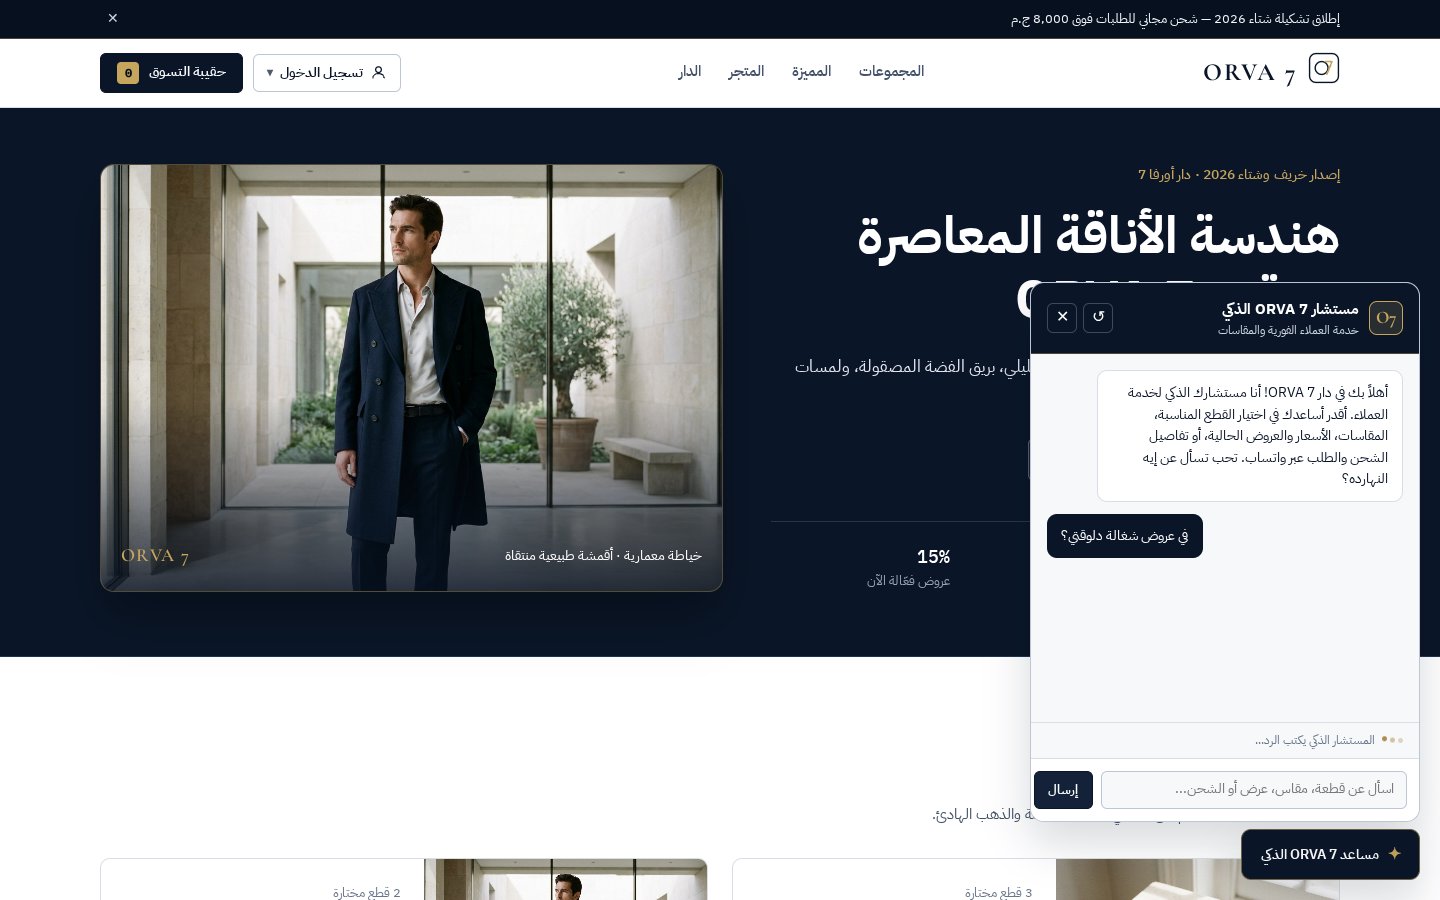 إطلاق تشكيلة شتاء 2026 — شحن مجاني للطلبات فوق 8,000 ج.م
✕
ORVA 7
المجموعات
المميزة
المتجر
الدار
تسجيل الدخول ▾
حقيبة التسوق 0
إصدار خريف وشتاء 2026 · دار أورفا 7
هندسة الأناقة المعاصرة
بريق الفضة المصقولة، ولمسات
15%
عروض فعّالة الآن
خياطة معمارية · أقمشة طبيعية منتقاة
ORVA 7
O7
مستشار ORVA 7 الذكي
خدمة العملاء الفورية والمقاسات
↺
✕
أهلاً بك في دار ORVA 7! أنا مستشارك الذكي لخدمة
العملاء. أقدر أساعدك في اختيار القطع المناسبة،
المقاسات، الأسعار والعروض الحالية، أو تفاصيل
الشحن والطلب عبر واتساب. تحب تسأل عن إيه
النهارده؟
في عروض شغالة دلوقتي؟
المستشار الذكي يكتب الرد...
اسأل عن قطعة، مقاس، عرض أو الشحن...
إرسال
والذهب الهادئ.
✦ مساعد ORVA 7 الذكي
3 قطع مختارة
2 قطع مختارة